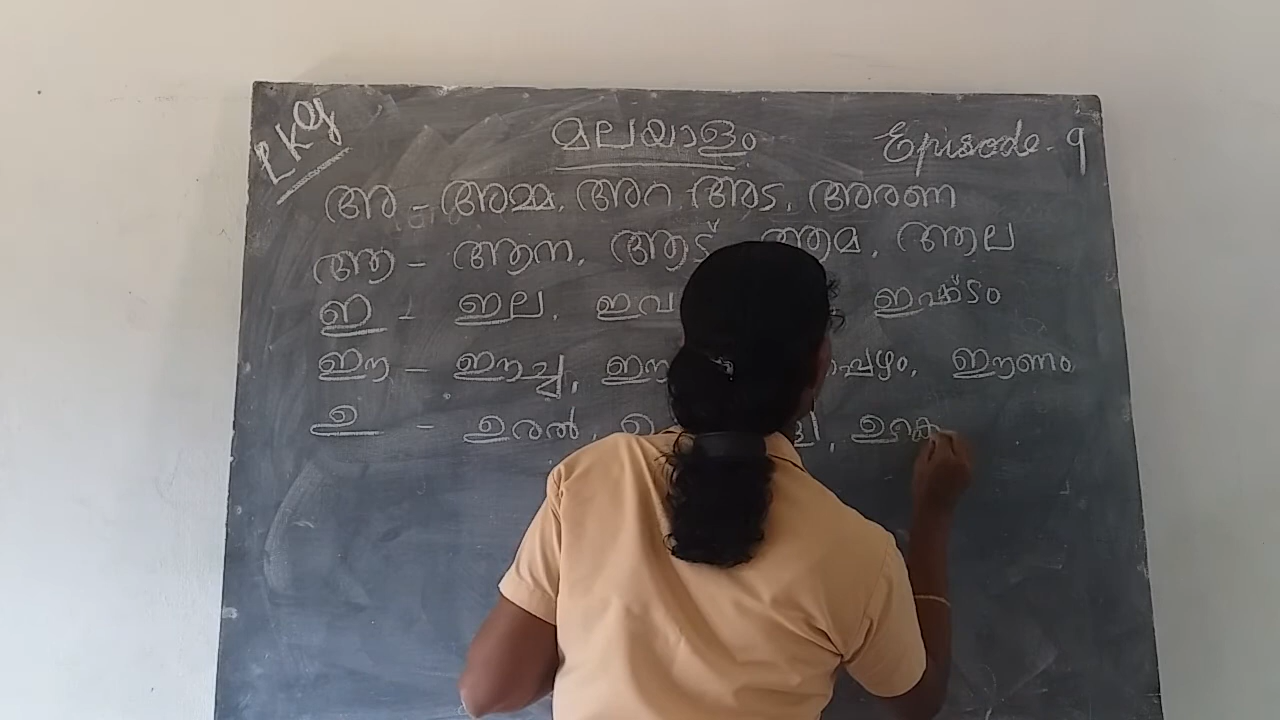 LKG
മലയാളം
Episode - 9
അ - അമ്മ, അറ, അട, അരണ
ആ - ആന, ആട്, ആമ, ആല
ഇ - ഇല, ഇഷ്ടം
ഈ - ഈച്ച, ഈണം
ഉ - ഉരൽ,